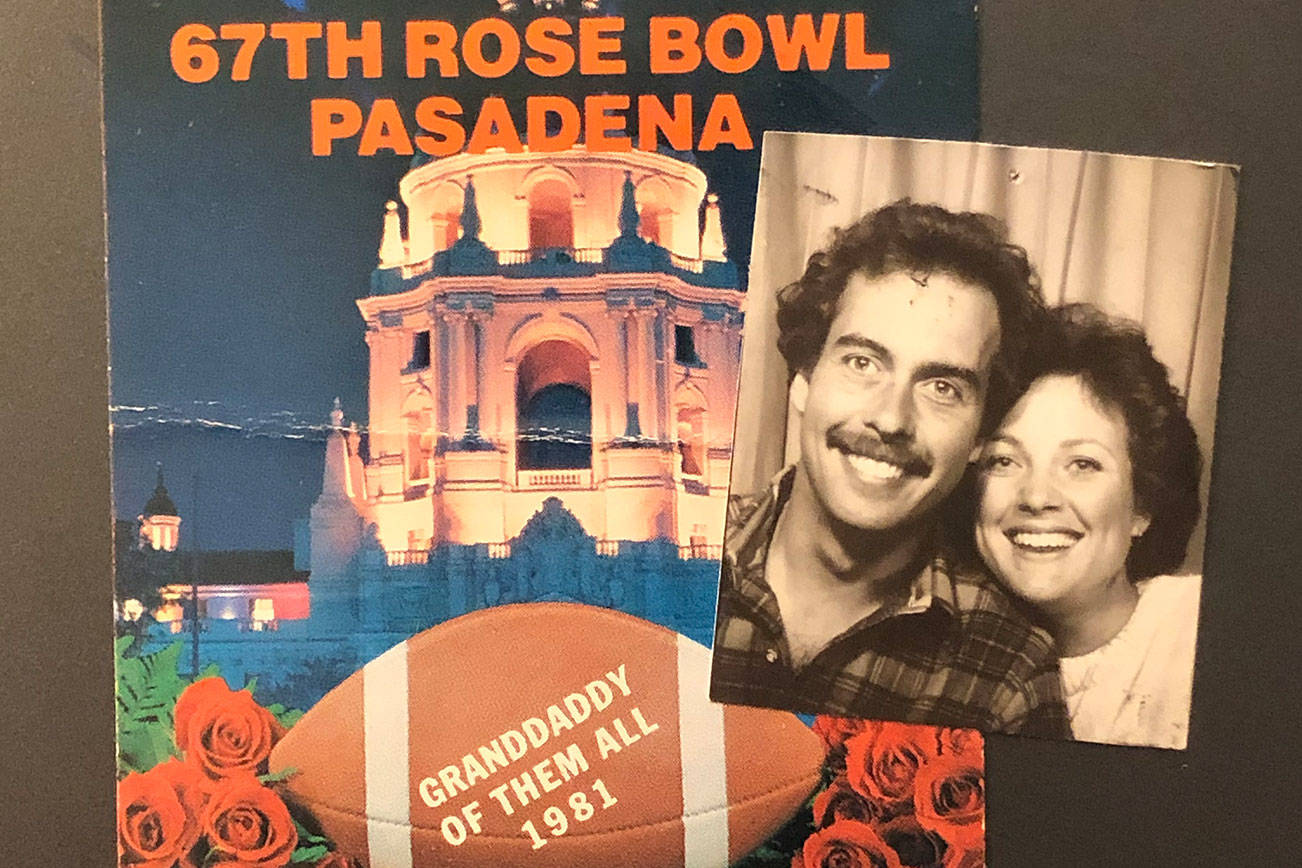 67TH ROSE BOWL
PASADENA
GRANDDADDY
OF THEM ALL
1981